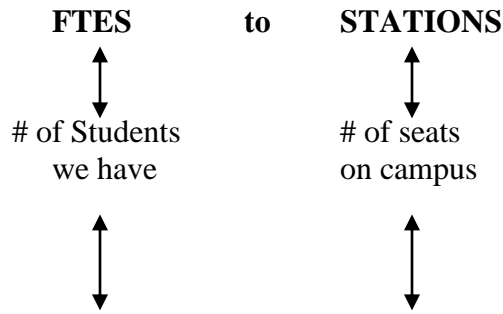 FTES to STATIONS
# of Students # of seats
we have on campus